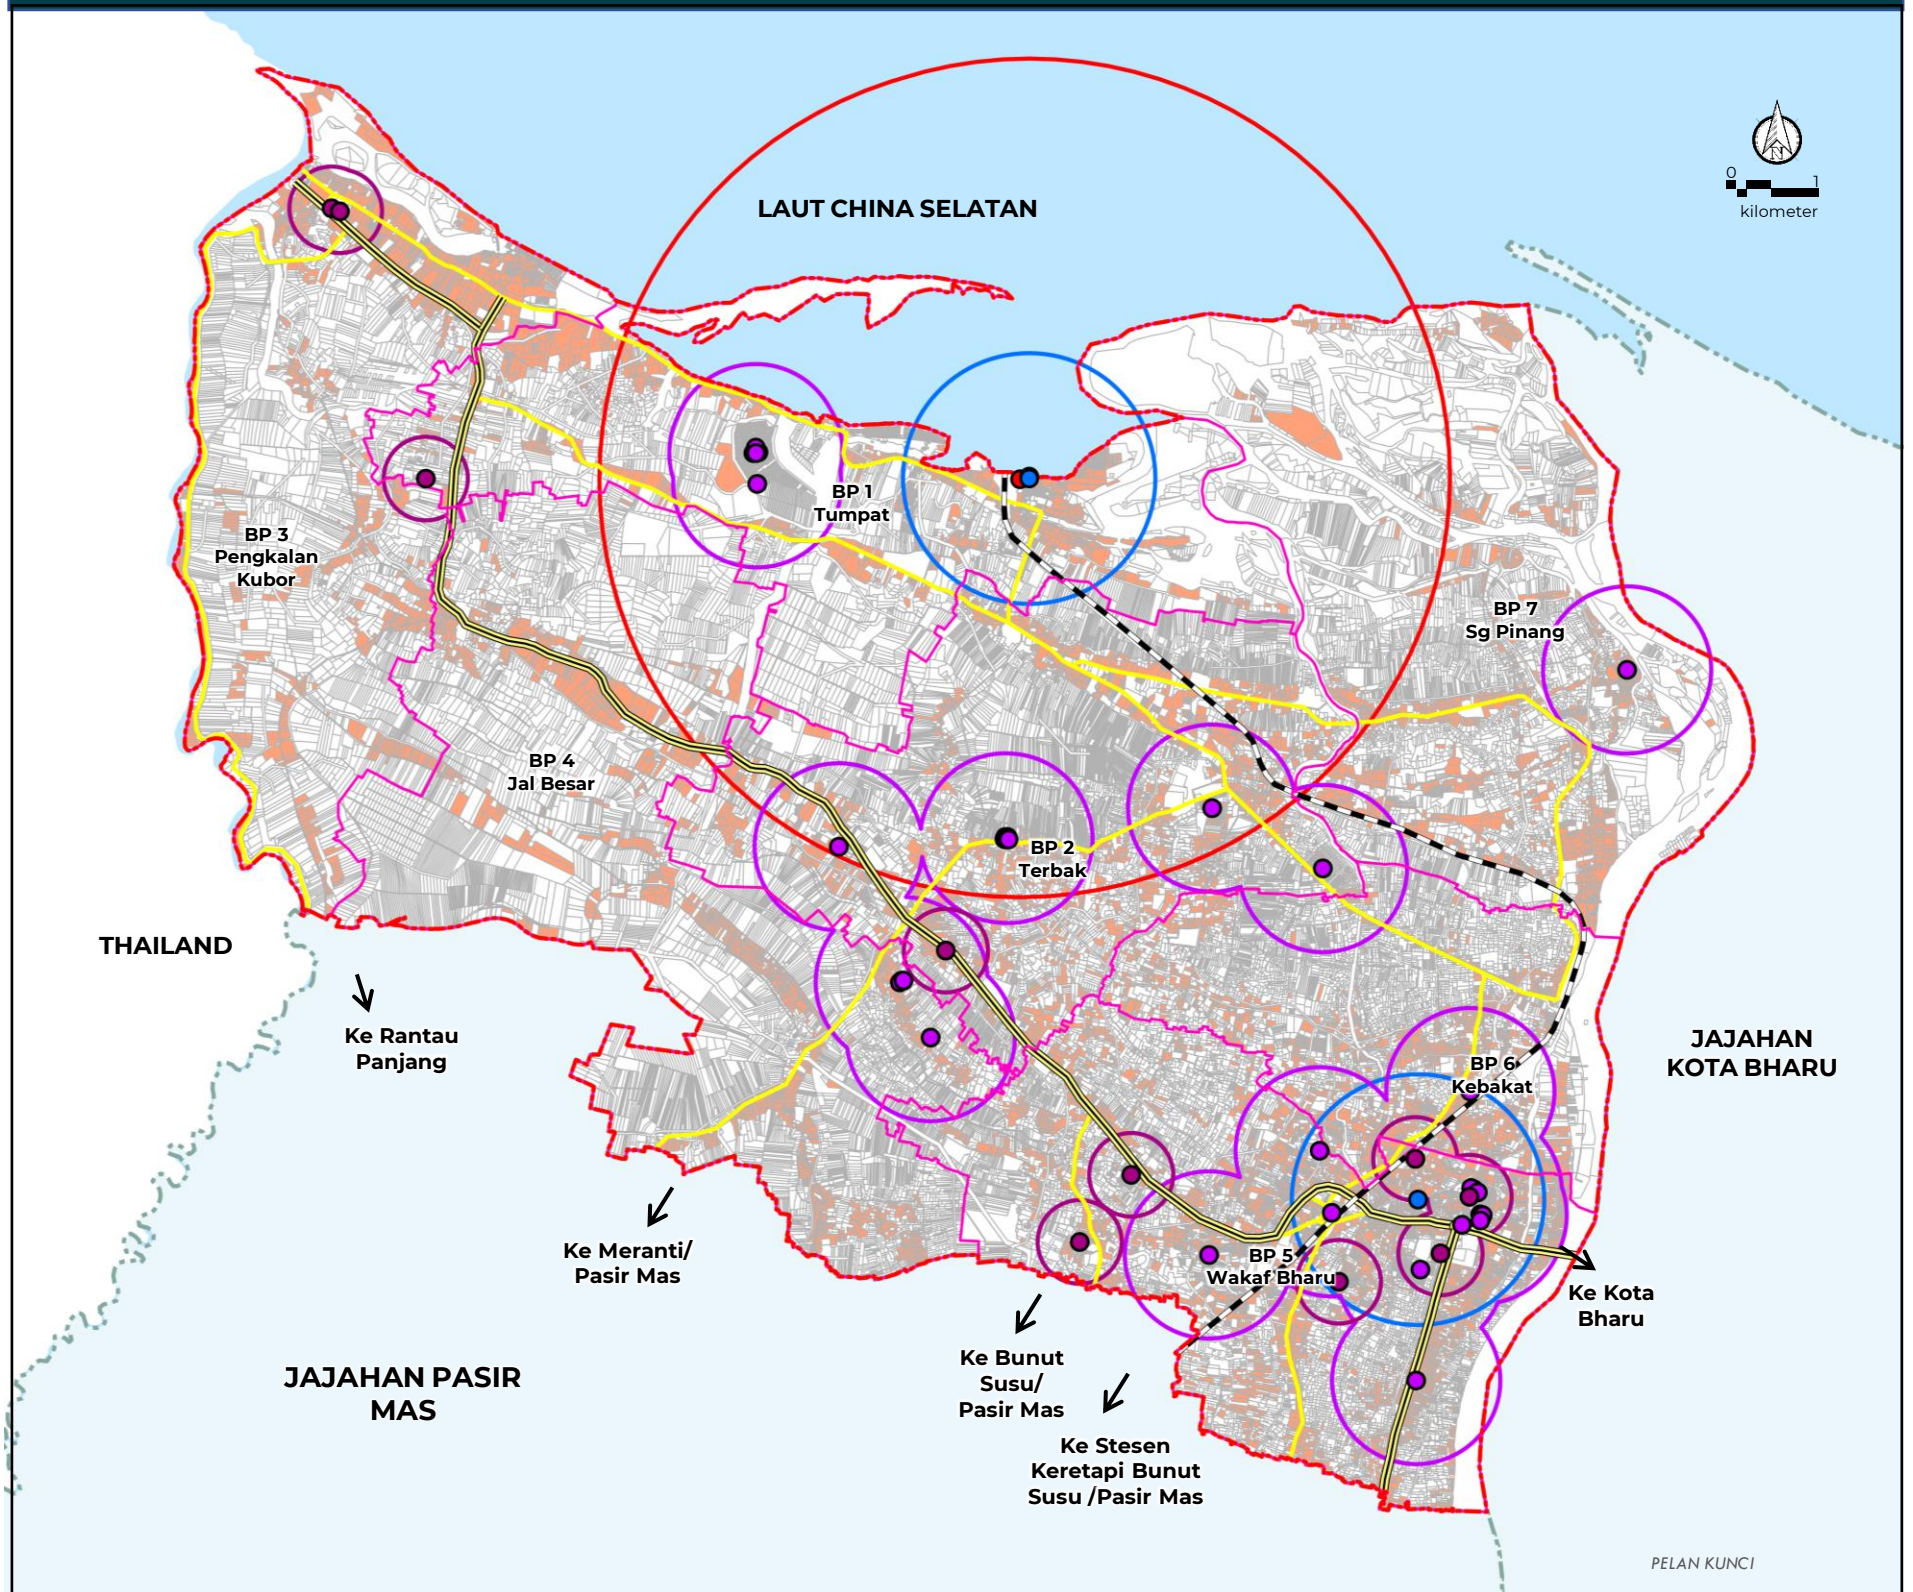 LAUT CHINA SELATAN
N
0
1
kilometer
BP 1
Tumpat
BP 3
Pengkalan
Kubor
BP 7
Sg Pinang
BP 4
Jal Besar
BP 2
Terbak
THAILAND
Ke Rantau
Panjang
JAJAHAN
KOTA BHARU
BP 6
Kebakat
Ke Meranti/
Pasir Mas
BP 5
Wakaf Bharu
Ke Kota
Bharu
Ke Bunut
Susu/
Pasir Mas
JAJAHAN PASIR
MAS
Ke Stesen
Keretapi Bunut
Susu /Pasir Mas
PELAN KUNCI